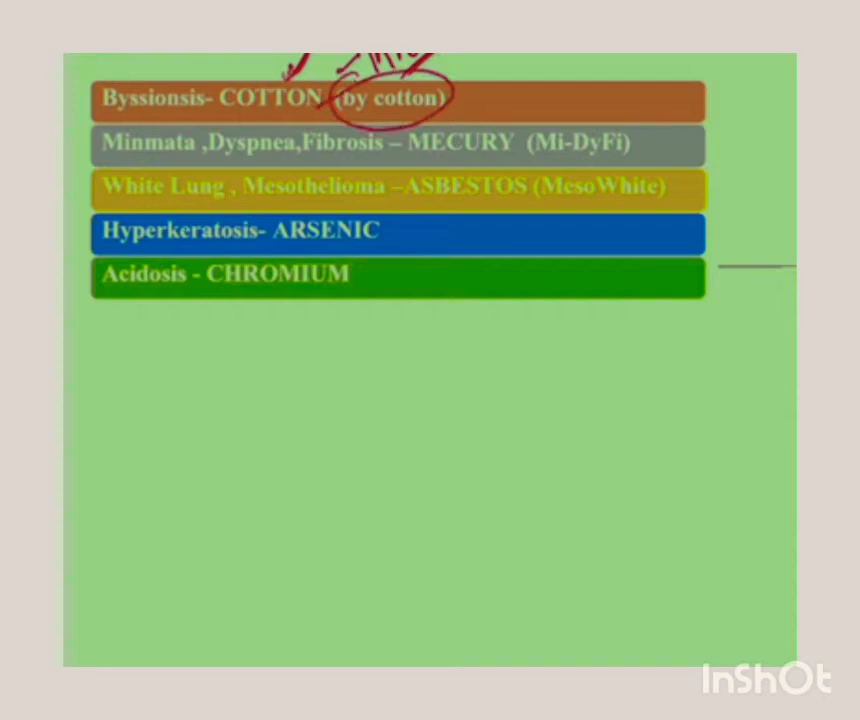 Byssionsis- COTTON (by cotton)
Minmata ,Dyspnea,Fibrosis – MECURY (Mi-DyFi)
White Lung , Mesothelioma –ASBESTOS (MesoWhite)
Hyperkeratosis- ARSENIC
Acidosis - CHROMIUM
InShOt